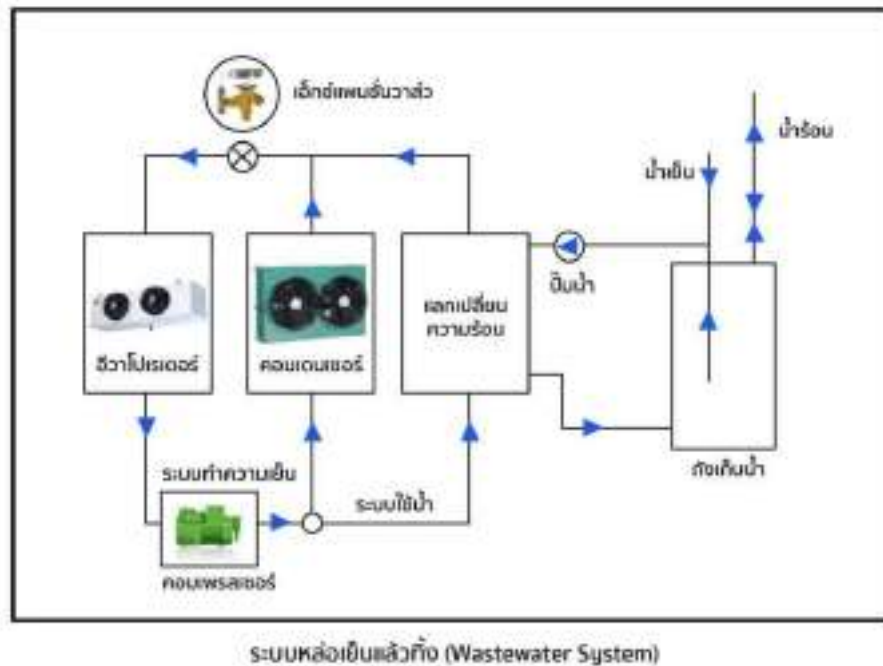 เอ็กซ์แพนชั่นวาล์ว
น้ำร้อน
น้ำเย็น
ปั๊มน้ำ
แลกเปลี่ยน
ความร้อน
อีวาโปเรเตอร์
คอนเดนเซอร์
ถังเก็บน้ำ
ระบบทำความเย็น
ระบบใช้น้ำ
คอมเพรสเซอร์
ระบบหล่อเย็นแล้วทิ้ง (Wastewater System)